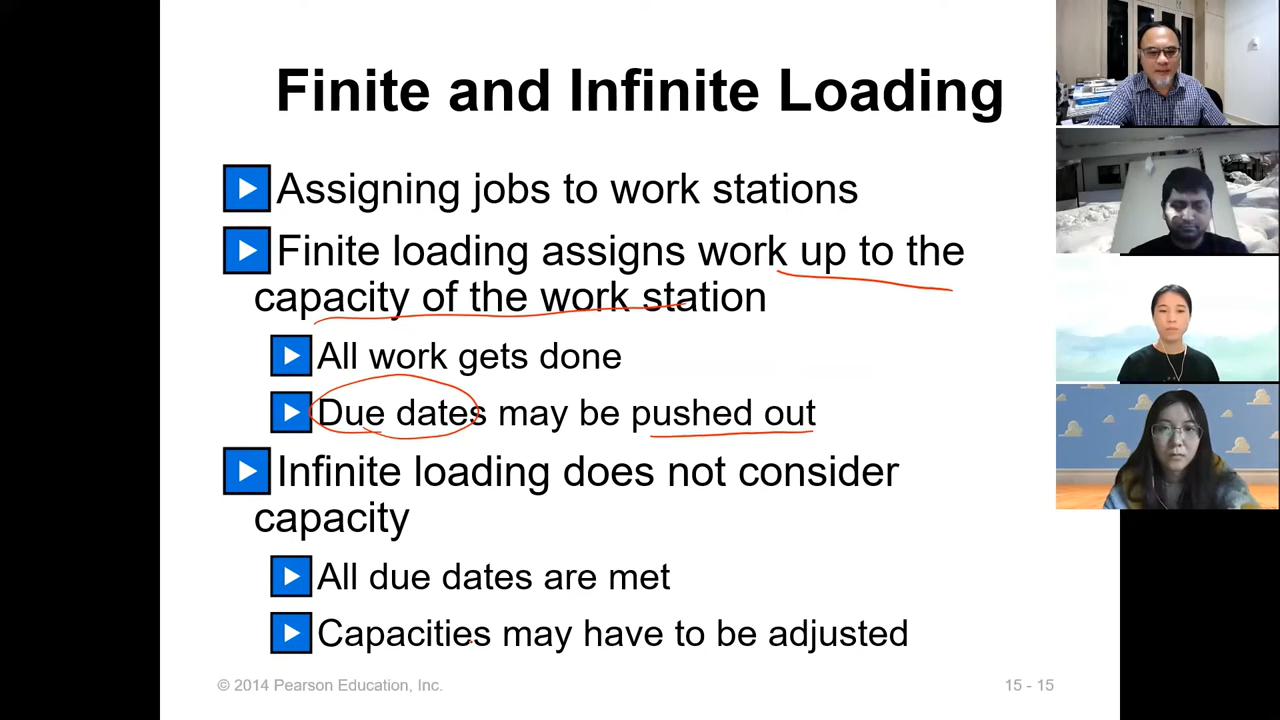 Finite and Infinite Loading
Assigning jobs to work stations
Finite loading assigns work up to the
capacity of the work station
All work gets done
Due dates may be pushed out
Infinite loading does not consider
capacity
All due dates are met
Capacities may have to be adjusted
© 2014 Pearson Education, Inc.
15 - 15